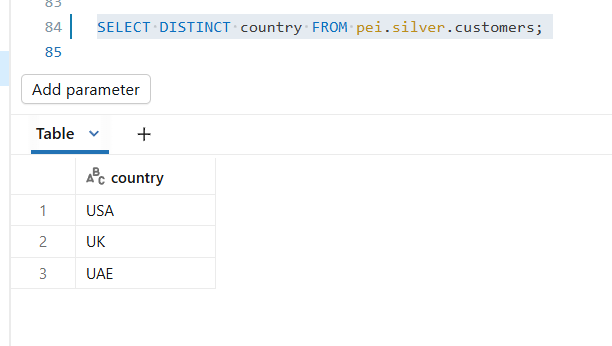 83
84 SELECT DISTINCT country FROM pei.silver.customers;
85
Add parameter
Table +
ABC country
1 USA
2 UK
3 UAE